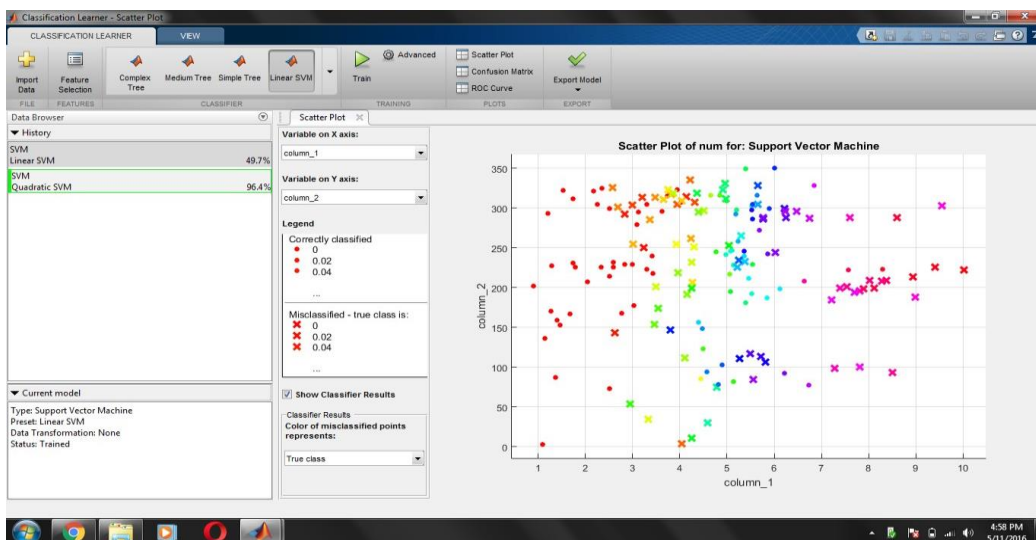 Classification Learner - Scatter Plot
CLASSIFICATION LEARNER VIEW
Import Data
Feature Selection
Complex Tree
Medium Tree
Simple Tree
Linear SVM
Train
Advanced
Scatter Plot
Confusion Matrix
ROC Curve
Export Model
FILE FEATURES CLASSIFIER TRAINING PLOTS EXPORT
Data Browser
History
SVM
Linear SVM 49.7%
SVM
Quadratic SVM 96.4%
Current model
Type: Support Vector Machine
Preset: Linear SVM
Data Transformation: None
Status: Trained
Scatter Plot
Variable on X axis:
column_1
Variable on Y axis:
column_2
Legend
Correctly classified
0
0.02
0.04
...
Misclassified - true class is:
0
0.02
0.04
...
Show Classifier Results
Classifier Results
Color of misclassified points
represents:
True class
Scatter Plot of num for: Support Vector Machine
350
300
250
200
150
100
50
0
column_2
1 2 3 4 5 6 7 8 9 10
column_1
4:58 PM
5/11/2016